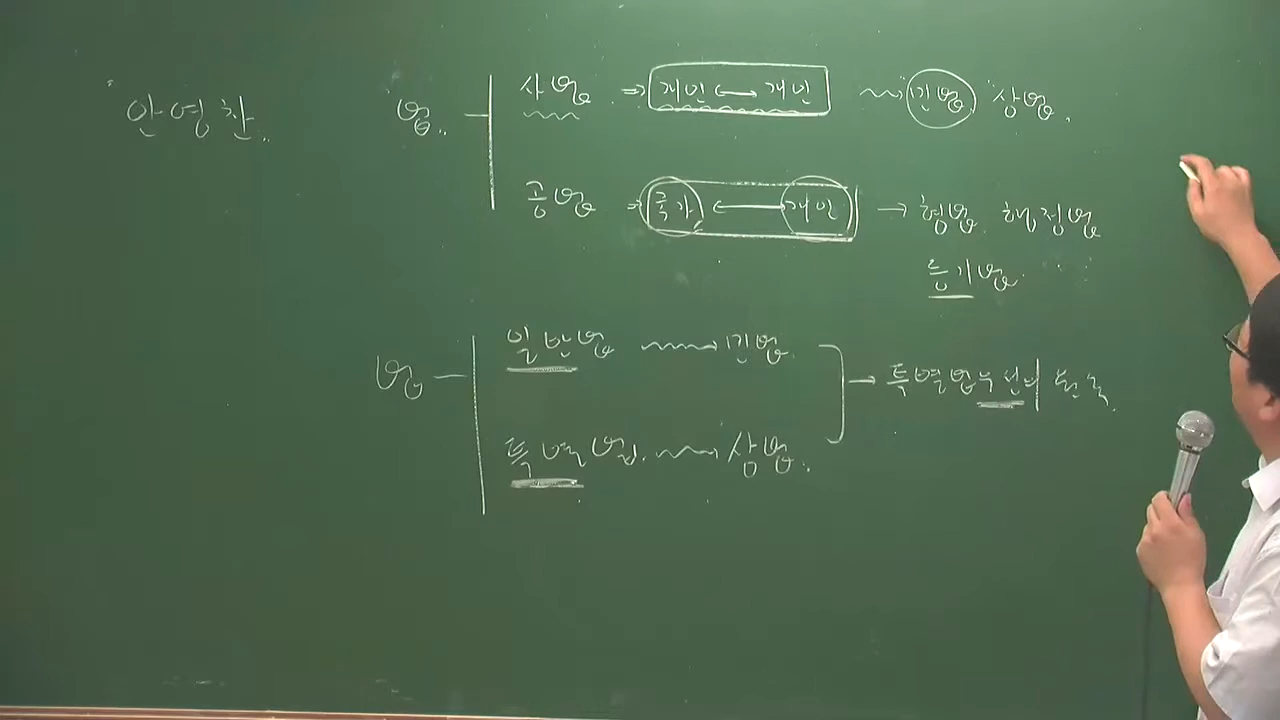 안영찬
법 사법 ⇒ 개인 ↔ 개인 민법 상법.
공법 ⇒ 국가 ↔ 개인 → 형법. 행정법
등기법
법 일반법 → 민법. → 특별법 우선의 원칙.
특별법. → 상법.